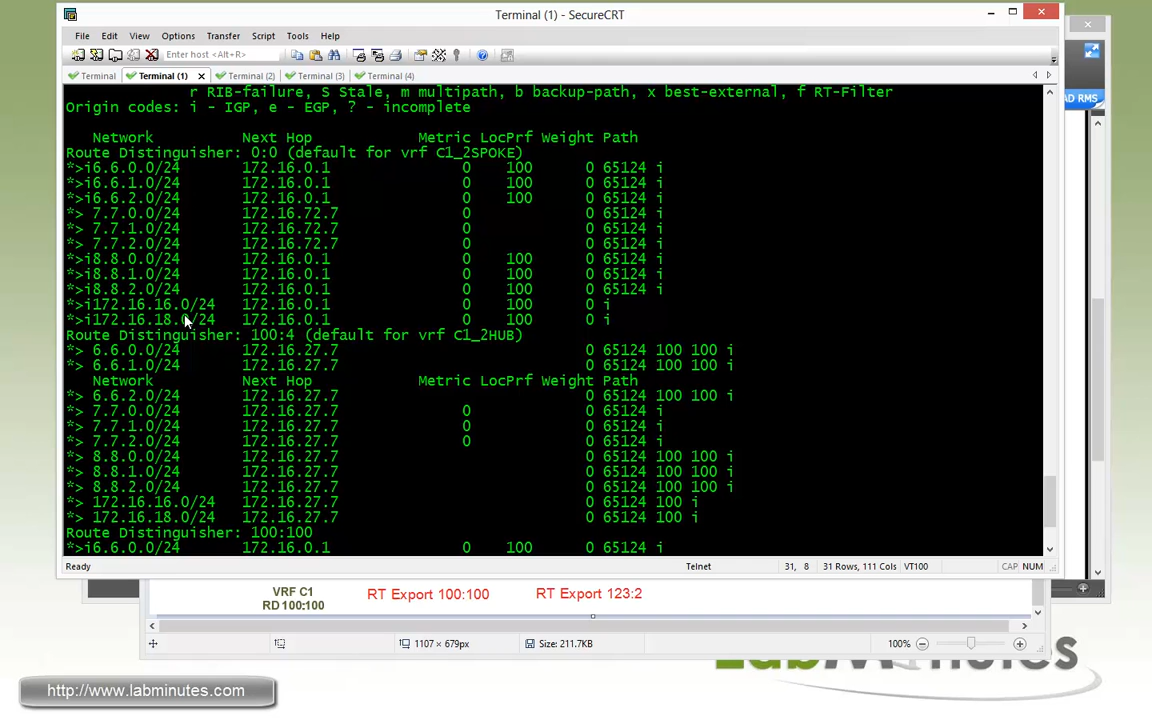 Terminal (1) - SecureCRT
File Edit View Options Transfer Script Tools Help
Enter host <Alt+R>
Terminal Terminal (1) Terminal (2) Terminal (3) Terminal (4)
AD RMS
r RIB-failure, S Stale, m multipath, b backup-path, x best-external, f RT-Filter
Origin codes: i - IGP, e - EGP, ? - incomplete
Network Next Hop Metric LocPrf Weight Path
Route Distinguisher: 0:0 (default for vrf C1_2SPOKE)
*>i6.6.0.0/24 172.16.0.1 0 100 0 65124 i
*>i6.6.1.0/24 172.16.0.1 0 100 0 65124 i
*>i6.6.2.0/24 172.16.0.1 0 100 0 65124 i
*> 7.7.0.0/24 172.16.72.7 0 0 65124 i
*> 7.7.1.0/24 172.16.72.7 0 0 65124 i
*> 7.7.2.0/24 172.16.72.7 0 0 65124 i
*>i8.8.0.0/24 172.16.0.1 0 100 0 65124 i
*>i8.8.1.0/24 172.16.0.1 0 100 0 65124 i
*>i8.8.2.0/24 172.16.0.1 0 100 0 65124 i
*>i172.16.16.0/24 172.16.0.1 0 100 0 i
*>i172.16.18.0/24 172.16.0.1 0 100 0 i
Route Distinguisher: 100:4 (default for vrf C1_2HUB)
*> 6.6.0.0/24 172.16.27.7 0 65124 100 100 i
*> 6.6.1.0/24 172.16.27.7 0 65124 100 100 i
Network Next Hop Metric LocPrf Weight Path
*> 6.6.2.0/24 172.16.27.7 0 65124 100 100 i
*> 7.7.0.0/24 172.16.27.7 0 0 65124 i
*> 7.7.1.0/24 172.16.27.7 0 0 65124 i
*> 7.7.2.0/24 172.16.27.7 0 0 65124 i
*> 8.8.0.0/24 172.16.27.7 0 65124 100 100 i
*> 8.8.1.0/24 172.16.27.7 0 65124 100 100 i
*> 8.8.2.0/24 172.16.27.7 0 65124 100 100 i
*> 172.16.16.0/24 172.16.27.7 0 65124 100 i
*> 172.16.18.0/24 172.16.27.7 0 65124 100 i
Route Distinguisher: 100:100
*>i6.6.0.0/24 172.16.0.1 0 100 0 65124 i
Ready Telnet 31, 8 31 Rows, 111 Cols VT100 CAP NUM
VRF C1
RD 100:100
RT Export 100:100 RT Export 123:2
1107 × 679px Size: 211.7KB 100%
http://www.labminutes.com